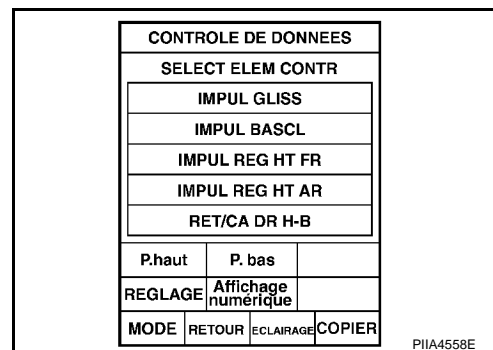 CONTROLE DE DONNEES
SELECT ELEM CONTR
IMPUL GLISS
IMPUL BASCL
IMPUL REG HT FR
IMPUL REG HT AR
RET/CA DR H-B
P.haut P. bas
REGLAGE Affichage numérique
MODE RETOUR ECLAIRAGE COPIER
PIIA4558E